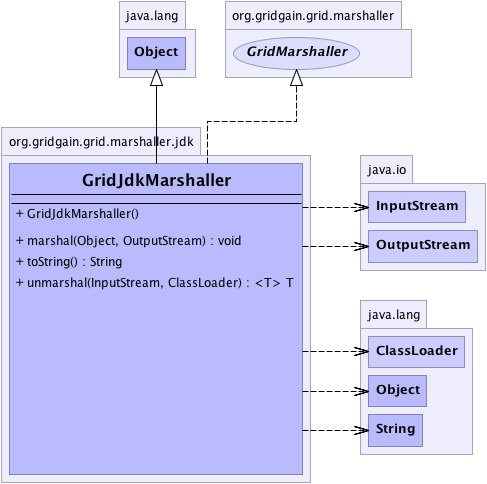 java.lang
Object
org.gridgain.grid.marshaller
GridMarshaller
org.gridgain.grid.marshaller.jdk
GridJdkMarshaller
+ GridJdkMarshaller()
+ marshal(Object, OutputStream) : void
+ toString() : String
+ unmarshal(InputStream, ClassLoader) : <T> T
java.io
InputStream
OutputStream
java.lang
ClassLoader
Object
String